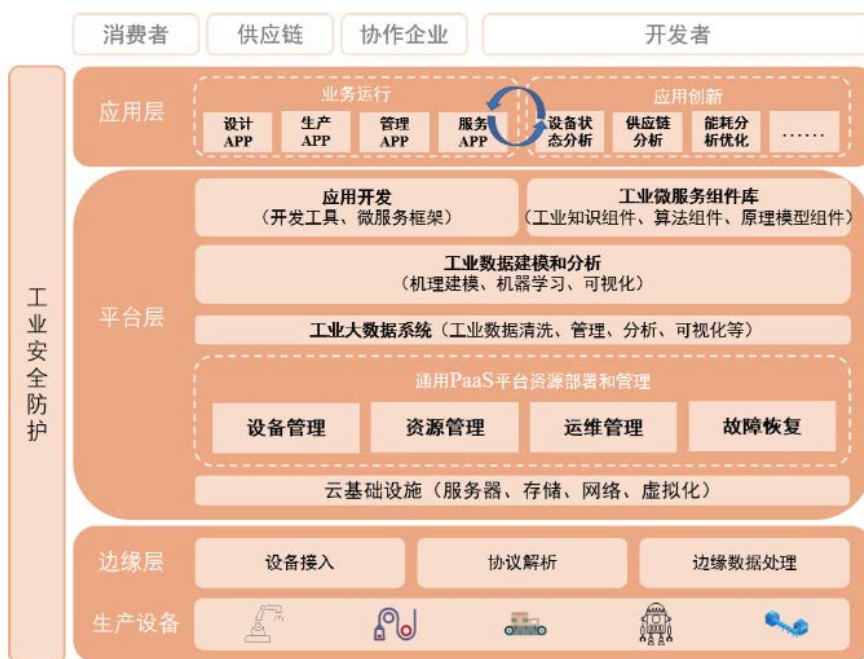 消费者
供应链
协作企业
开发者
工业安全防护
应用层
业务运行
设计
APP
生产
APP
管理
APP
服务
APP
应用创新
设备状
态分析
供应链
分析
能耗分
析优化
……
平台层
应用开发
（开发工具、微服务框架）
工业微服务组件库
（工业知识组件、算法组件、原理模型组件）
工业数据建模和分析
（机理建模、机器学习、可视化）
工业大数据系统（工业数据清洗、管理、分析、可视化等）
通用PaaS平台资源部署和管理
设备管理
资源管理
运维管理
故障恢复
云基础设施（服务器、存储、网络、虚拟化）
边缘层
设备接入
协议解析
边缘数据处理
生产设备